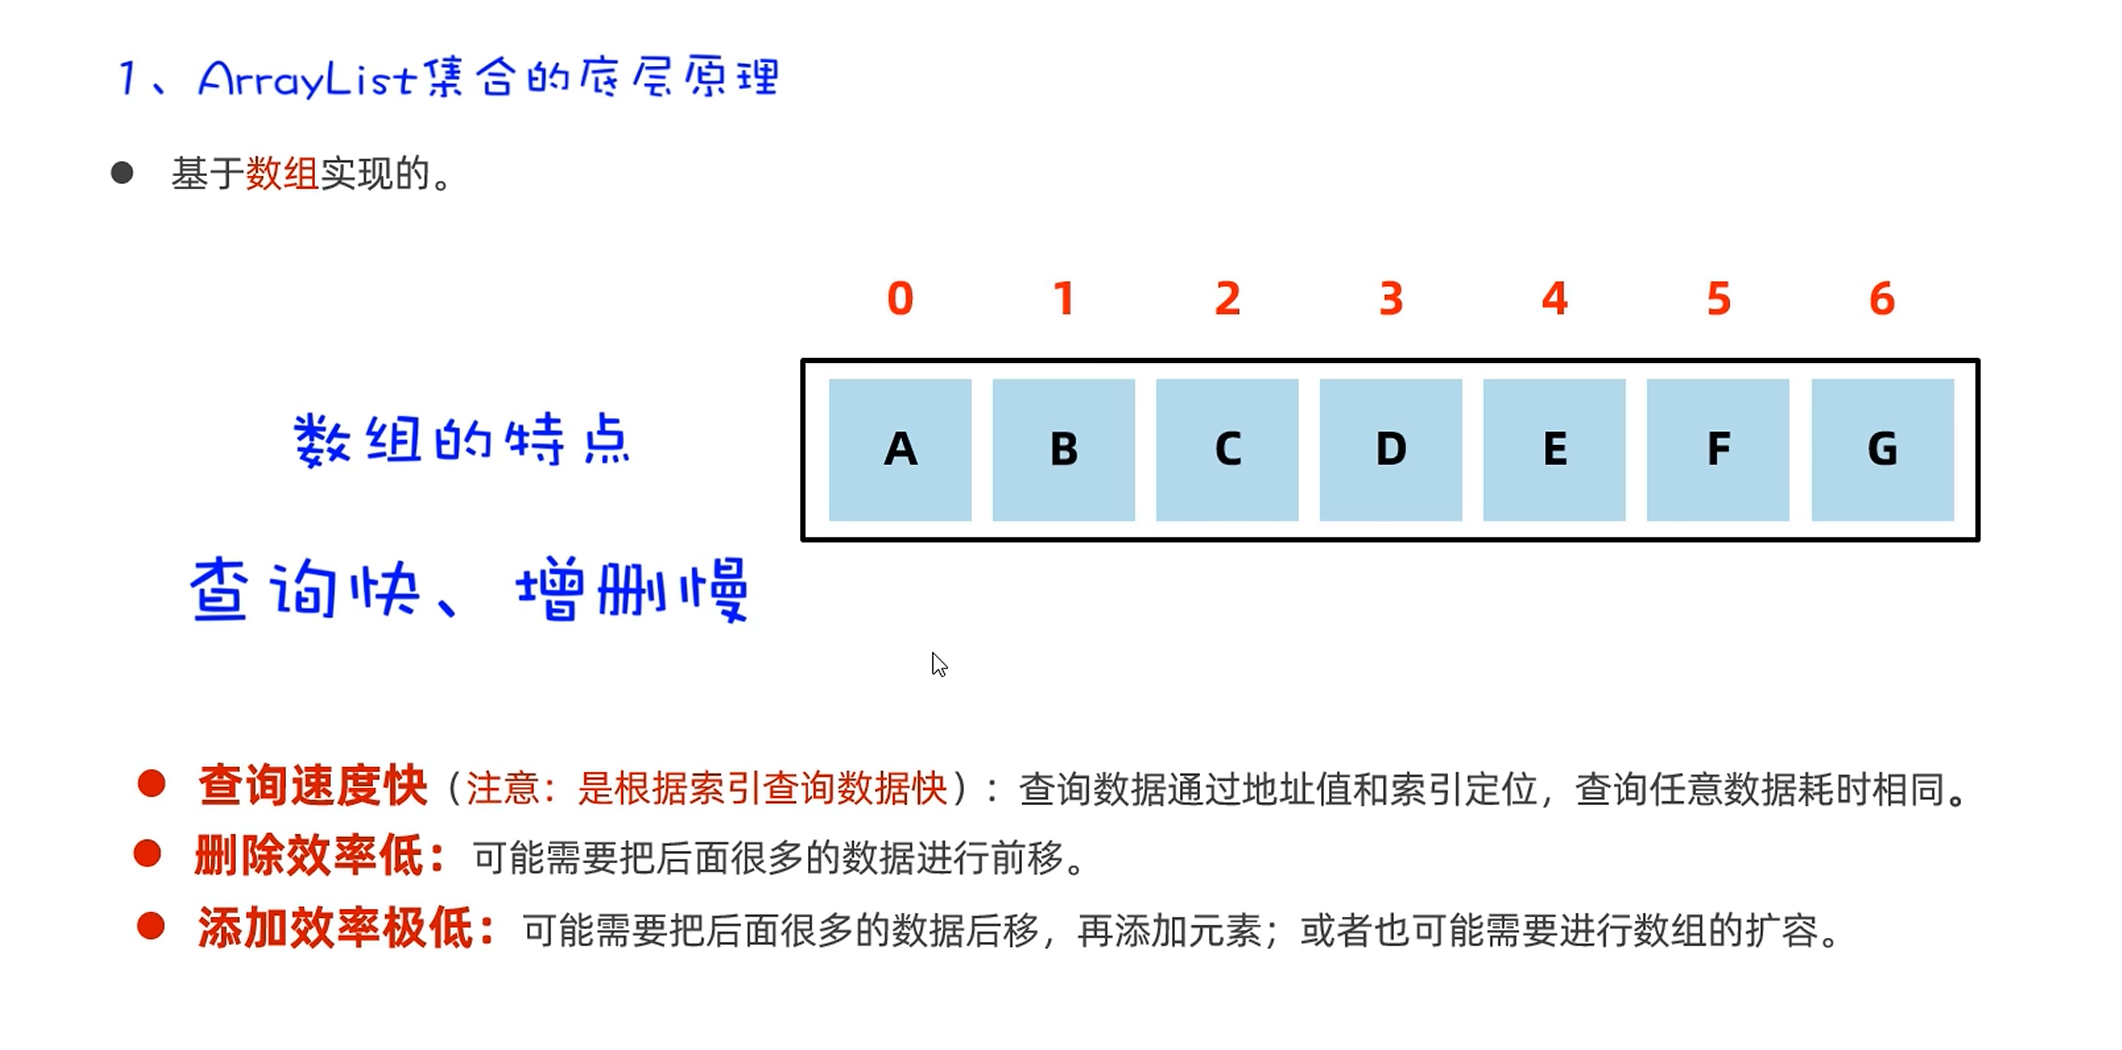 1、ArrayList集合的底层原理
基于数组实现的。
0 1 2 3 4 5 6
A B C D E F G
数组的特点
查询快、增删慢
查询速度快（注意：是根据索引查询数据快）：查询数据通过地址值和索引定位，查询任意数据耗时相同。
删除效率低：可能需要把后面很多的数据进行前移。
添加效率极低：可能需要把后面很多的数据后移，再添加元素；或者也可能需要进行数组的扩容。